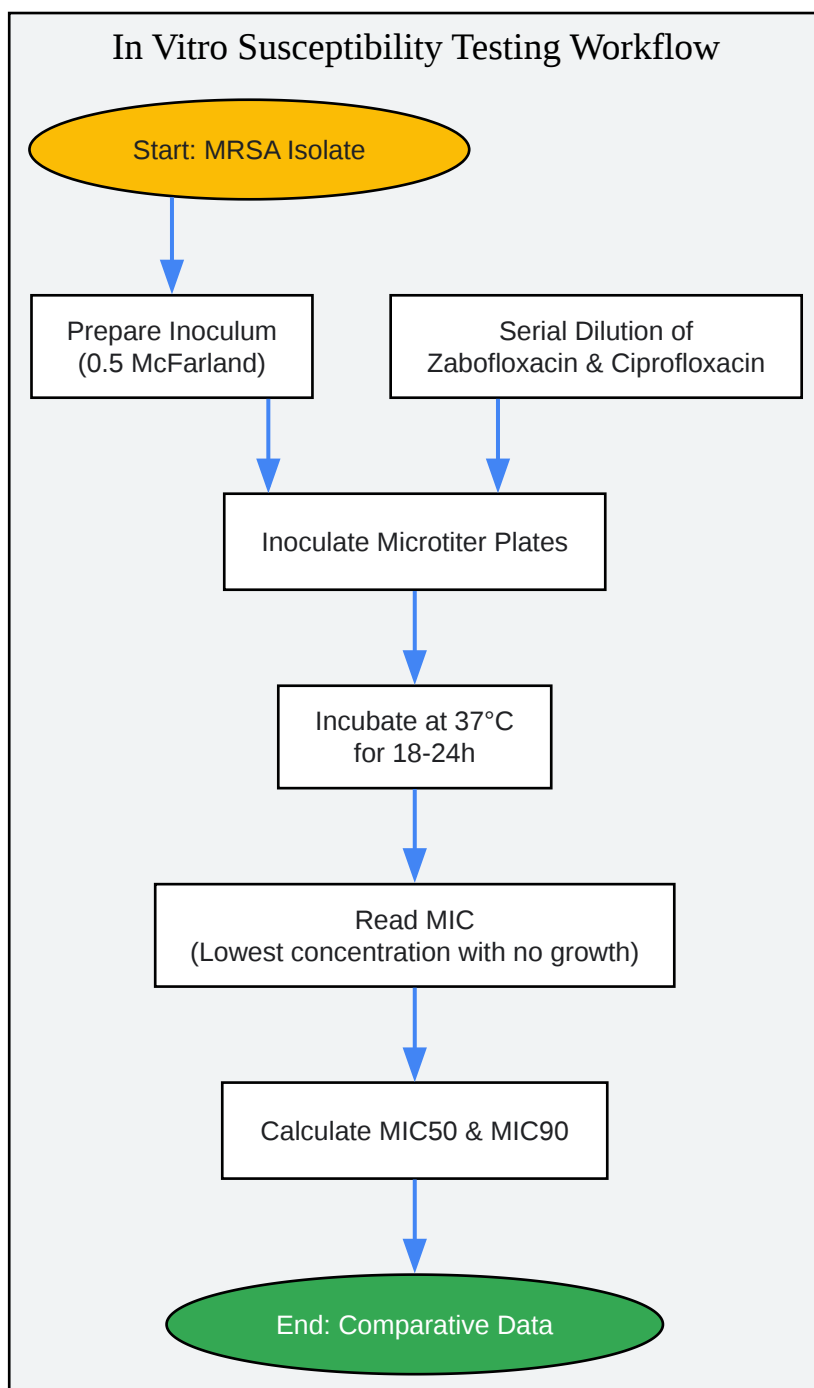 In Vitro Susceptibility Testing Workflow
Start: MRSA Isolate
Prepare Inoculum
(0.5 McFarland)
Serial Dilution of
Zabofloxacin & Ciprofloxacin
Inoculate Microtiter Plates
Incubate at 37°C
for 18-24h
Read MIC
(Lowest concentration with no growth)
Calculate MIC50 & MIC90
End: Comparative Data